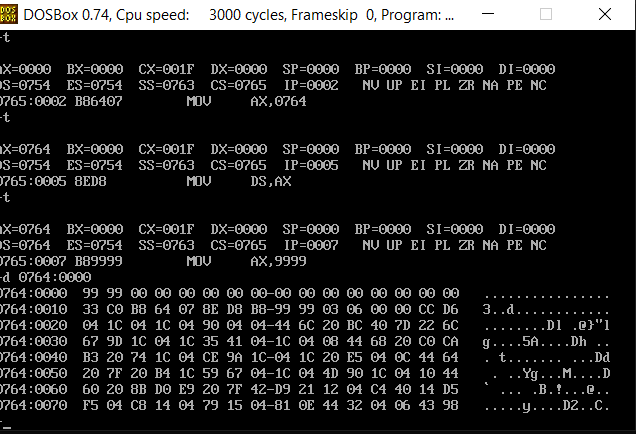 DOSBox 0.74, Cpu speed: 3000 cycles, Frameskip 0, Program: ...
-t
AX=0000 BX=0000 CX=001F DX=0000 SP=0000 BP=0000 SI=0000 DI=0000
DS=0754 ES=0754 SS=0763 CS=0765 IP=0002 NV UP EI PL ZR NA PE NC
0765:0002 B86407 MOV AX,0764
-t
AX=0764 BX=0000 CX=001F DX=0000 SP=0000 BP=0000 SI=0000 DI=0000
DS=0754 ES=0754 SS=0763 CS=0765 IP=0005 NV UP EI PL ZR NA PE NC
0765:0005 8ED8 MOV DS,AX
-t
AX=0764 BX=0000 CX=001F DX=0000 SP=0000 BP=0000 SI=0000 DI=0000
DS=0764 ES=0754 SS=0763 CS=0765 IP=0007 NV UP EI PL ZR NA PE NC
0765:0007 B89999 MOV AX,9999
-d 0764:0000
0764:0000 99 99 00 00 00 00 00 00-00 00 00 00 00 00 00 00 ................
0764:0010 33 C0 B8 64 07 8E D8 B8-99 99 03 06 00 00 CC D6 3..d............
0764:0020 04 1C 04 1C 04 90 04 04-44 6C 20 BC 40 7D 22 6C ........Dl .@}"l
0764:0030 67 9D 1C 04 1C 35 41 04-1C 04 08 44 68 20 C0 CA g....5A....Dh ..
0764:0040 B3 20 74 1C 04 CE 9A 1C-04 1C 20 E5 04 0C 44 64 . t....... ...Dd
0764:0050 20 7F 20 B4 1C 59 67 04-1C 04 4D 90 1C 04 10 44 . ..Yg...M....D
0764:0060 60 20 8B D0 E9 20 7F 42-D9 21 12 04 C4 40 14 D5 ` ... .B.!...@..
0764:0070 F5 04 C8 14 04 79 15 04-81 0E 44 32 04 06 43 98 .....y....D2..C.
-_